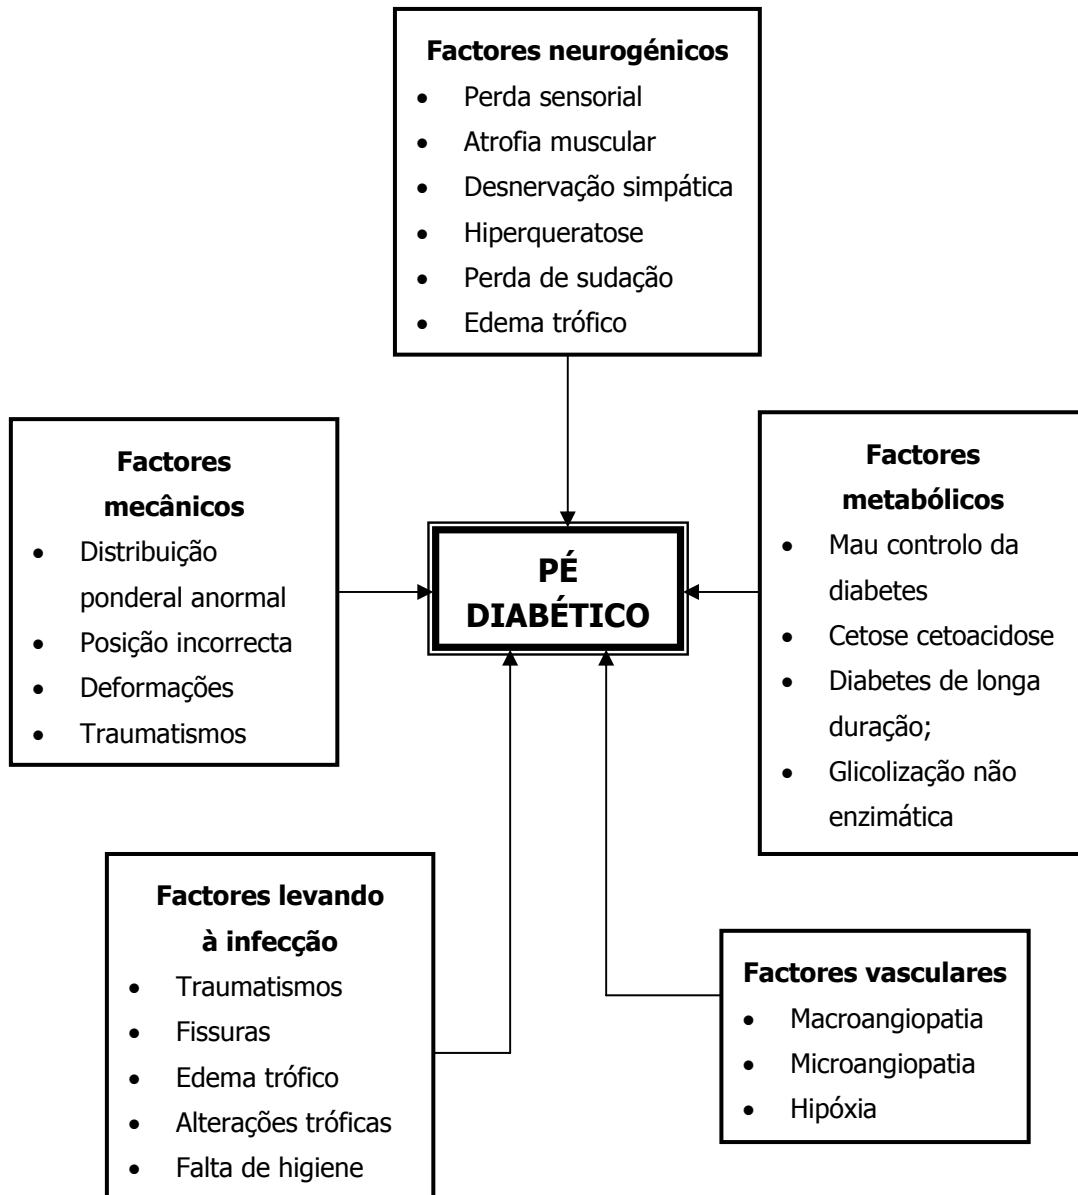 Factores neurogénicos
• Perda sensorial
• Atrofia muscular
• Desnervação simpática
• Hiperqueratose
• Perda de sudação
• Edema trófico
Factores
mecânicos
• Distribuição
ponderal anormal
• Posição incorrecta
• Deformações
• Traumatismos
PÉ
DIABÉTICO
Factores
metabólicos
• Mau controlo da
diabetes
• Cetose cetoacidose
• Diabetes de longa
duração;
• Glicolização não
enzimática
Factores levando
à infecção
• Traumatismos
• Fissuras
• Edema trófico
• Alterações tróficas
• Falta de higiene
Factores vasculares
• Macroangiopatia
• Microangiopatia
• Hipóxia